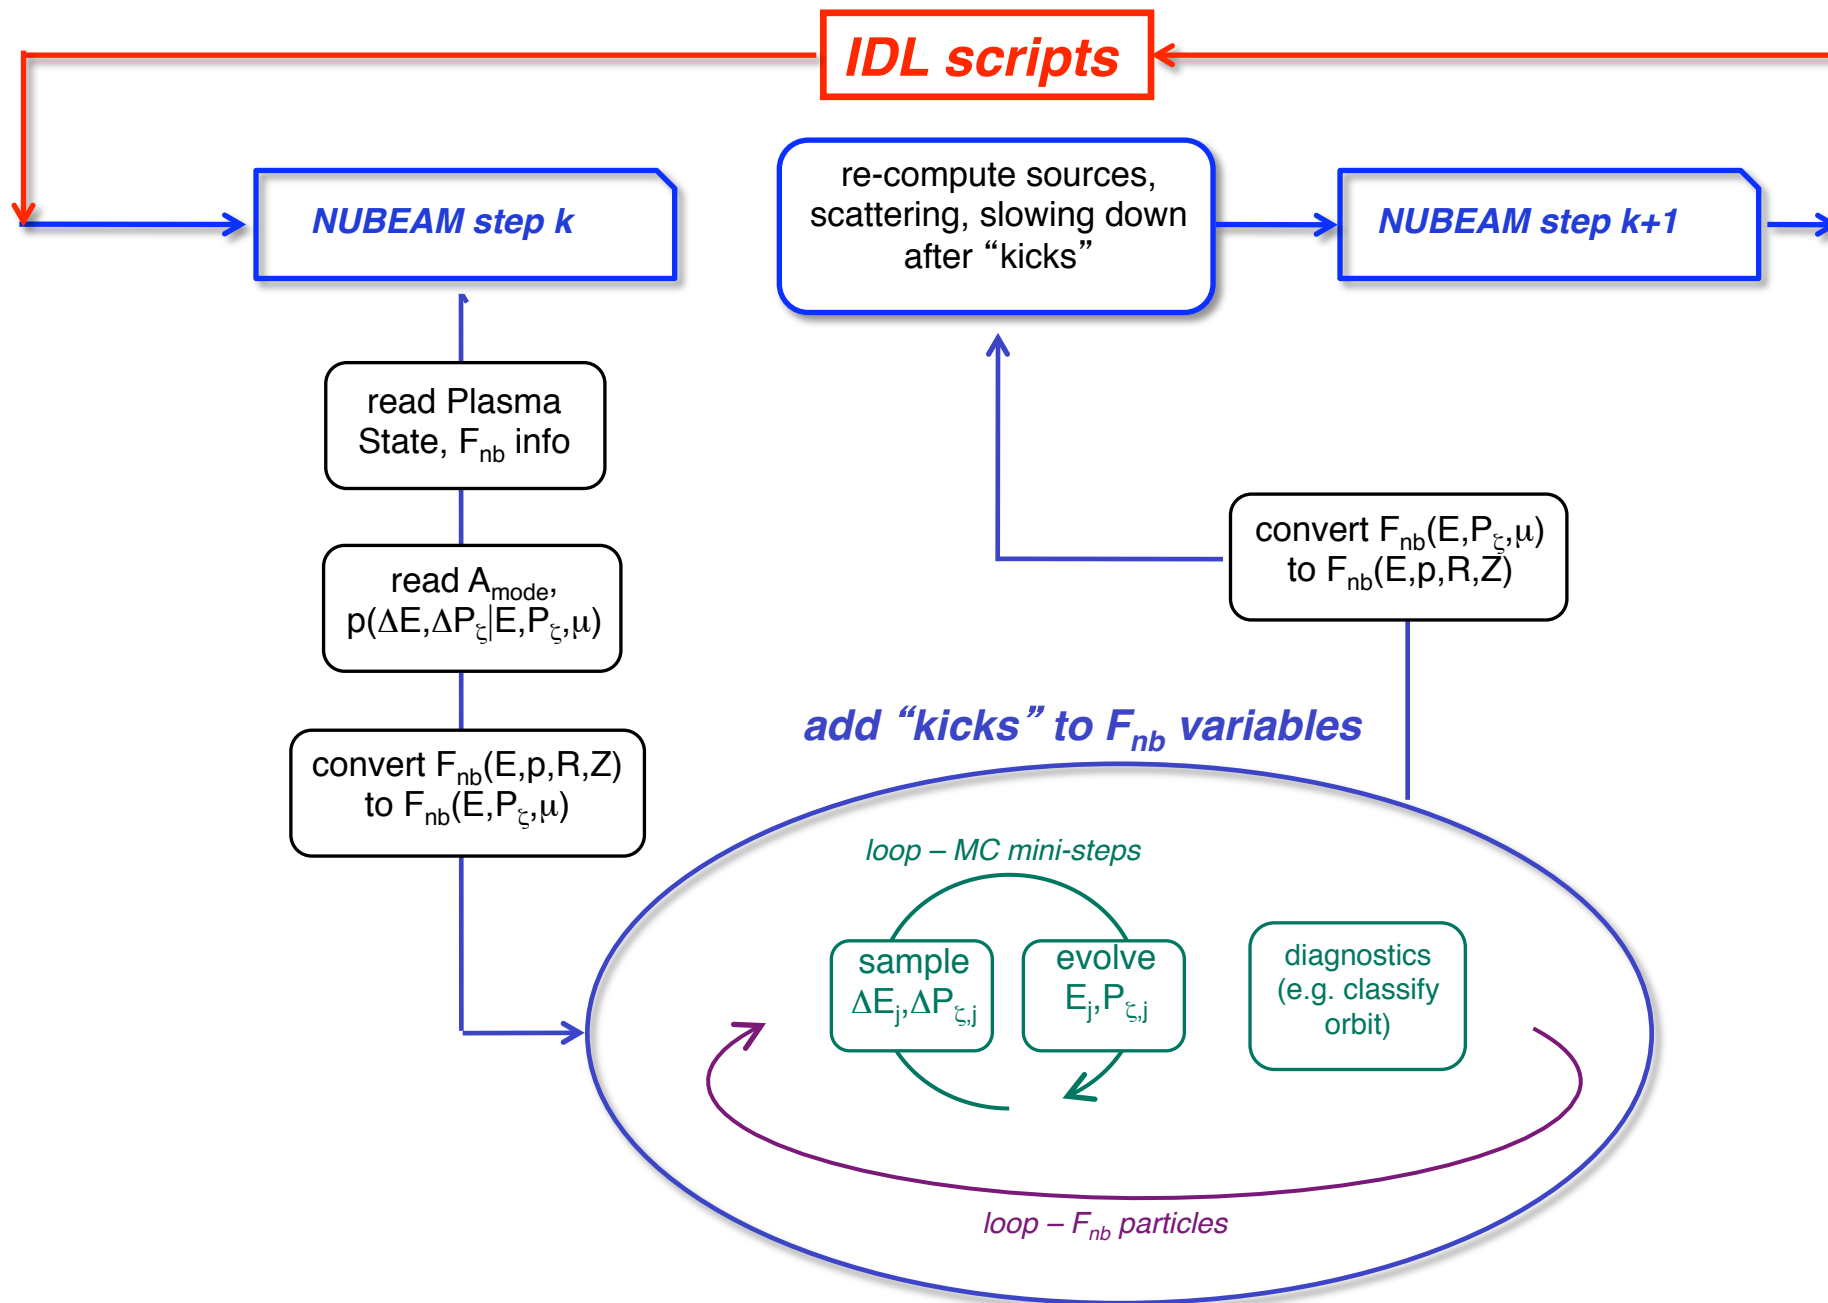 IDL scripts
NUBEAM step k
re-compute sources,
scattering, slowing down
after “kicks”
NUBEAM step k+1
read Plasma
State, Fnb info
read Amode,
p(ΔE,ΔPζ|E,Pζ,μ)
convert Fnb(E,p,R,Z)
to Fnb(E,Pζ,μ)
convert Fnb(E,Pζ,μ)
to Fnb(E,p,R,Z)
add “kicks” to Fnb variables
loop – MC mini-steps
sample
ΔEj,ΔPζ,j
evolve
Ej,Pζ,j
diagnostics
(e.g. classify
orbit)
loop – Fnb particles